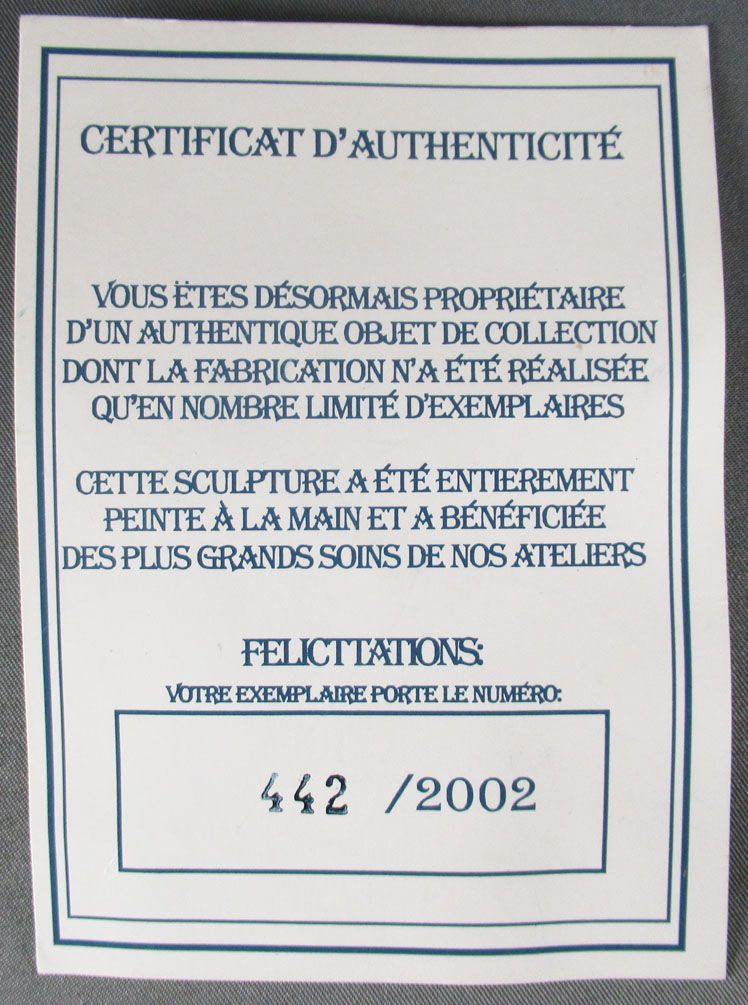 CERTIFICAT D'AUTHENTICITÉ
VOUS ËTES DÉSORMAIS PROPRIÉTAIRE
D'UN AUTHENTIQUE OBJET DE COLLECTION
DONT LA FABRICATION N'A ÉTÉ RÉALISÉE
QU'EN NOMBRE LIMITÉ D'EXEMPLAIRES
CETTE SCULPTURE A ÉTÉ ENTIEREMENT
PEINTE À LA MAIN ET A BÉNÉFICIÉE
DES PLUS GRANDS SOINS DE NOS ATELIERS
FELICTTATIONS:
VOTRE EXEMPLAIRE PORTE LE NUMÉRO:
442 /2002